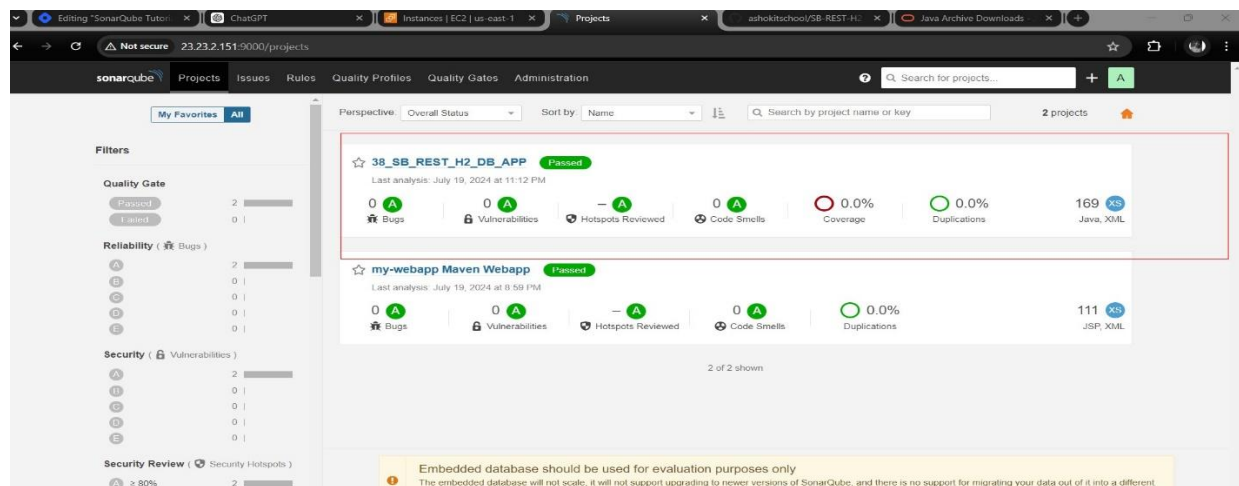 Editing "SonarQube Tutori
ChatGPT
Instances | EC2 | us-east-1
Projects
ashokitschool/SB-REST-H2
Java Archive Downloads -
Not secure 23.23.2.151:9000/projects
sonarqube Projects Issues Rules Quality Profiles Quality Gates Administration
Search for projects...
A
My Favorites All
Perspective: Overall Status Sort by: Name
Search by project name or key
2 projects
Filters
Quality Gate
Passed 2
Failed 0
Reliability ( Bugs )
A 2
B 0
C 0
D 0
E 0
Security ( Vulnerabilities )
A 2
B 0
C 0
D 0
E 0
Security Review ( Security Hotspots )
A ≥ 80% 2
38_SB_REST_H2_DB_APP Passed
Last analysis: July 19, 2024 at 11:12 PM
0 A 0 A – A 0 A 0.0% 0.0% 169 XS
Bugs Vulnerabilities Hotspots Reviewed Code Smells Coverage Duplications Java, XML
my-webapp Maven Webapp Passed
Last analysis: July 19, 2024 at 8:59 PM
0 A 0 A – A 0 A 0.0% 111 XS
Bugs Vulnerabilities Hotspots Reviewed Code Smells Duplications JSP, XML
2 of 2 shown
Embedded database should be used for evaluation purposes only
The embedded database will not scale, it will not support upgrading to newer versions of SonarQube, and there is no support for migrating your data out of it into a different